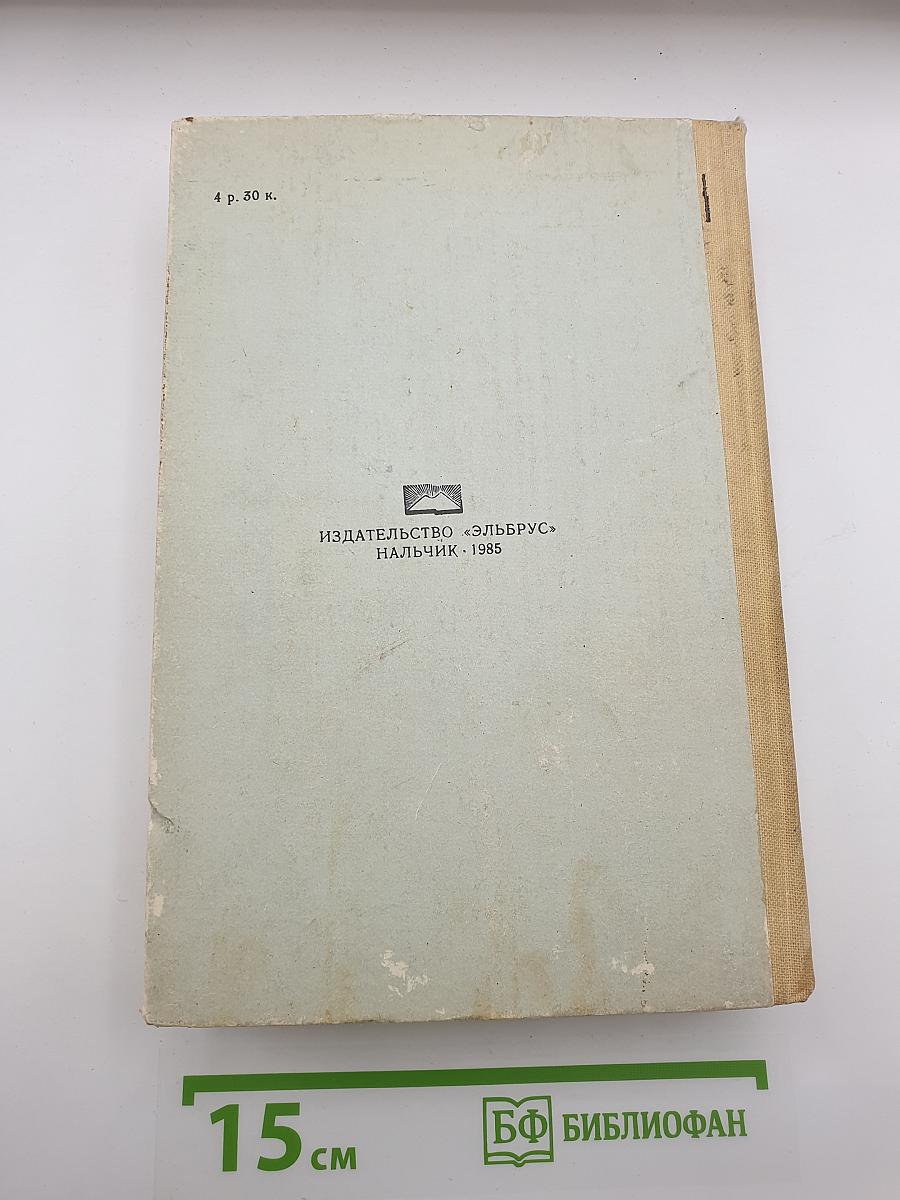 4 р. 30 к.
ИЗДАТЕЛЬСТВО «ЭЛЬБРУС»
НАЛЬЧИК · 1985
15 см
БФ БИБЛИОФАН